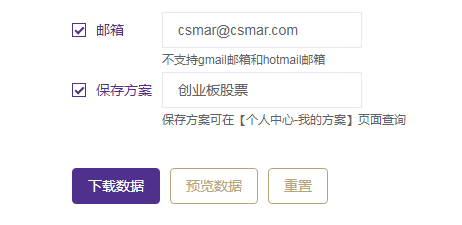 邮箱 csmar@csmar.com
不支持gmail邮箱和hotmail邮箱
保存方案 创业板股票
保存方案可在【个人中心-我的方案】页面查询
下载数据 预览数据 重置